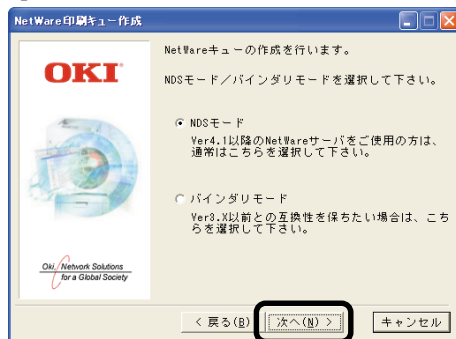 NetWare印刷キュー作成
NetWareキューの作成を行います。
OKI
NDSモード／バインダリモードを選択して下さい。
NDSモード
Ver4.1以降のNetWareサーバをご使用の方は、
通常はこちらを選択して下さい。
バインダリモード
Ver3.X以前との互換性を保ちたい場合は、こち
らを選択して下さい。
Oki, Network Solutions
for a Global Society
< 戻る(B)
次へ(N) >
キャンセル